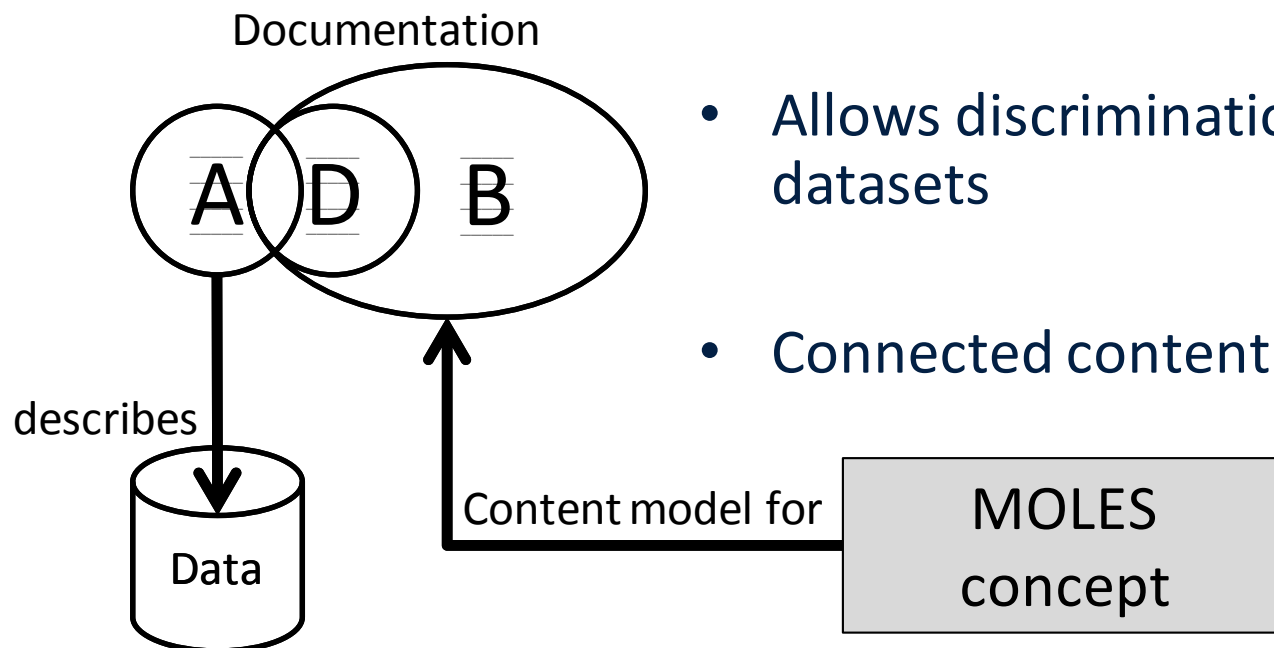 Documentation
A D B
• Allows discriminatio
datasets
• Connected content
describes
Content model for
MOLES
concept
Data